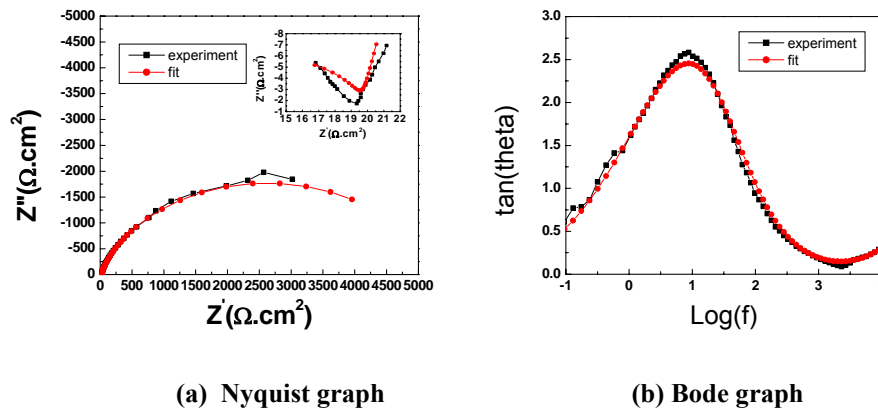 -5000
-4500
-4000
-3500
-3000
-2500
-2000
-1500
-1000
-500
0
Z"(Ω.cm²)
0 500 1000 1500 2000 2500 3000 3500 4000 4500 5000
Z'(Ω.cm²)
experiment
fit
-8
-7
-6
-5
-4
-3
-2
-1
Z"(Ω.cm²)
15 16 17 18 19 20 21 22
Z'(Ω.cm²)
3.0
2.5
2.0
1.5
1.0
0.5
0.0
tan(theta)
-1 0 1 2 3
Log(f)
experiment
fit
(a) Nyquist graph
(b) Bode graph